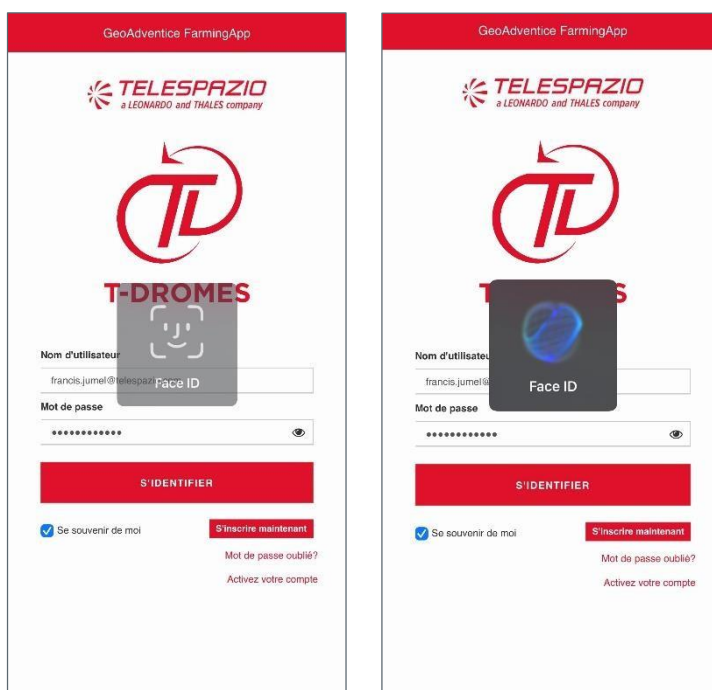 GeoAdventice FarmingApp
TELESPAZIO
a LEONARDO and THALES company
TL
T-DROMES
Nom d'utilisateur
francis.jumel@telespazi
Face ID
Mot de passe
••••••••••••
S'IDENTIFIER
Se souvenir de moi
S'inscrire maintenant
Mot de passe oublié?
Activez votre compte
GeoAdventice FarmingApp
TELESPAZIO
a LEONARDO and THALES company
TL
T S
Nom d'utilisateu
francis.jumel@
Face ID
Mot de passe
••••••••••••
S'IDENTIFIER
Se souvenir de moi
S'inscrire maintenant
Mot de passe oublié?
Activez votre compte